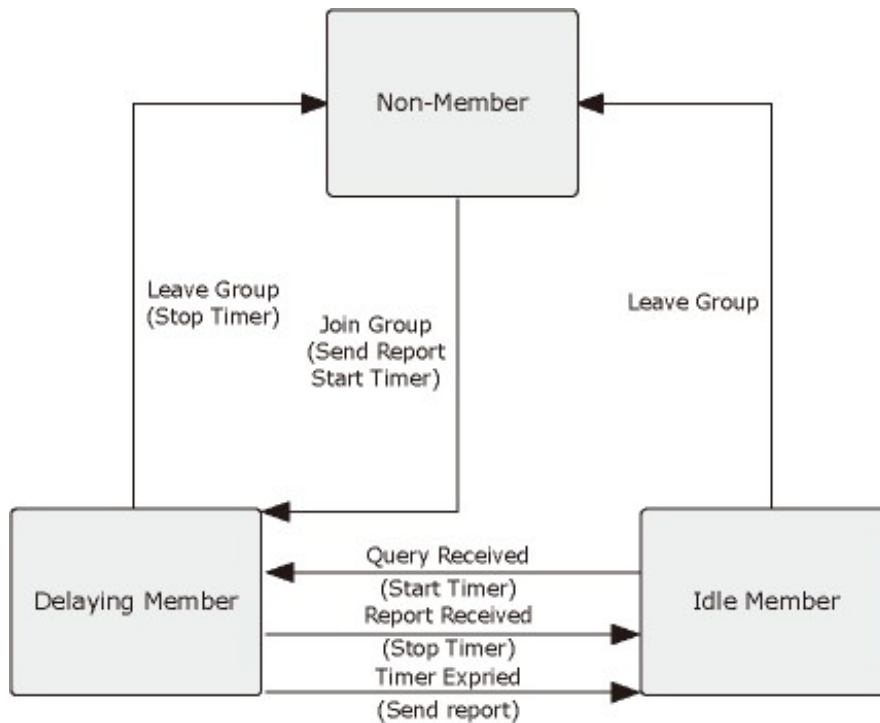 Non-Member
Leave Group
(Stop Timer)
Join Group
(Send Report
Start Timer)
Leave Group
Delaying Member
Query Received
(Start Timer)
Report Received
(Stop Timer)
Timer Expried
(Send report)
Idle Member